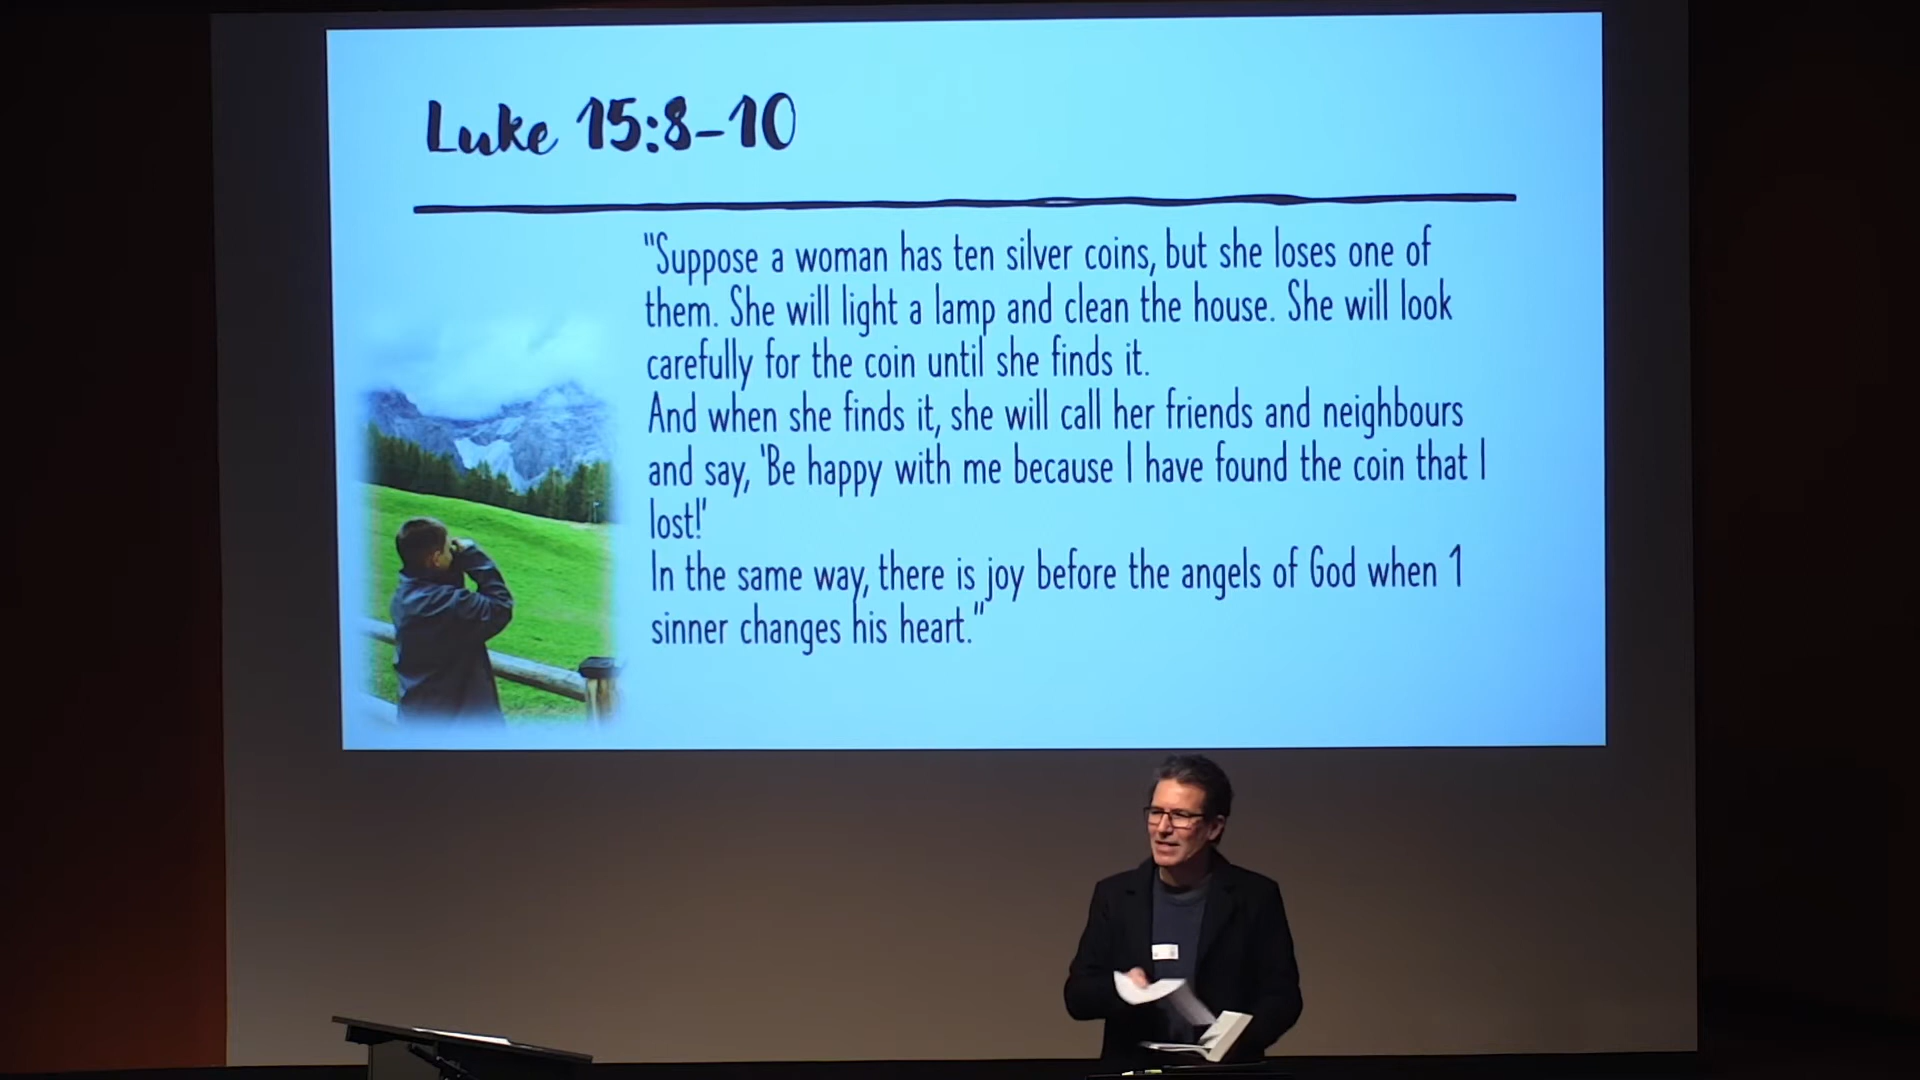 Luke 15:8-10
"Suppose a woman has ten silver coins, but she loses one of
them. She will light a lamp and clean the house. She will look
carefully for the coin until she finds it.
And when she finds it, she will call her friends and neighbours
and say, 'Be happy with me because I have found the coin that I
lost!'
In the same way, there is joy before the angels of God when 1
sinner changes his heart."